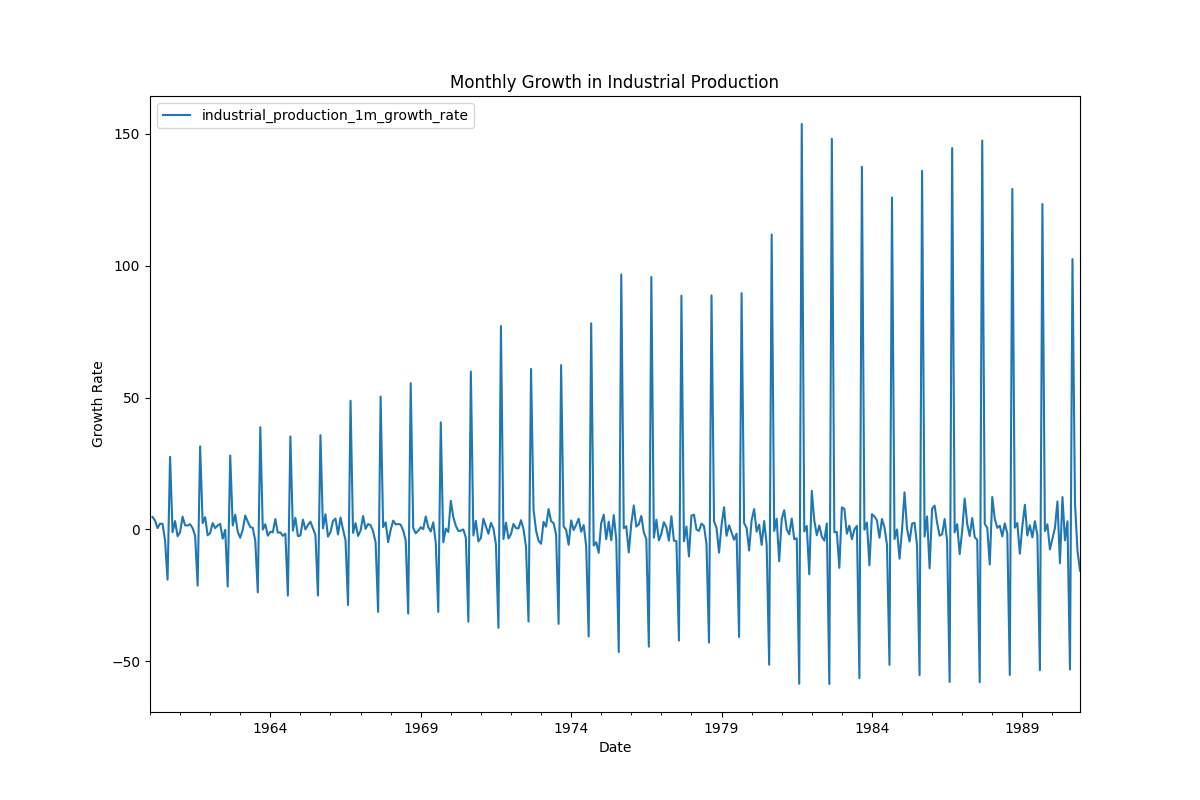 Monthly Growth in Industrial Production
industrial_production_1m_growth_rate
150
100
50
0
−50
Growth Rate
1964 1969 1974 1979 1984 1989
Date